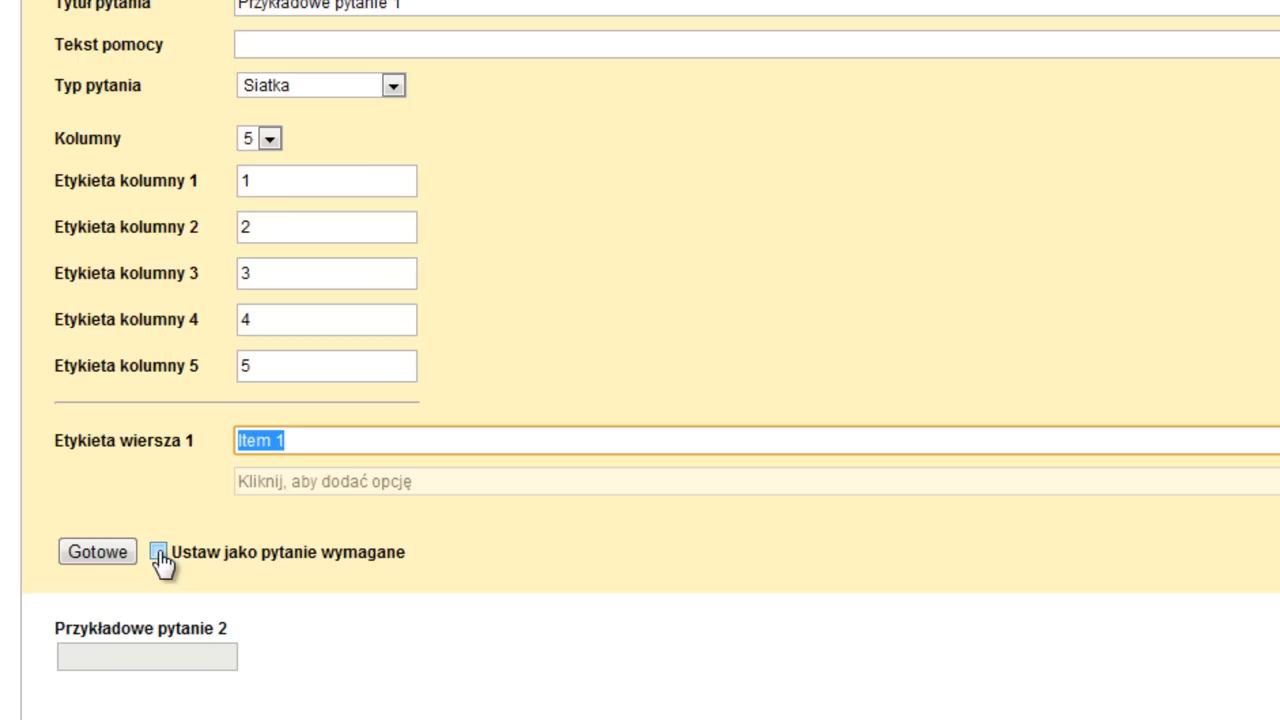 Tytuł pytania Przykładowe pytanie 1
Tekst pomocy
Typ pytania Siatka
Kolumny 5
Etykieta kolumny 1 1
Etykieta kolumny 2 2
Etykieta kolumny 3 3
Etykieta kolumny 4 4
Etykieta kolumny 5 5
Etykieta wiersza 1 Item 1
Kliknij, aby dodać opcję
Gotowe Ustaw jako pytanie wymagane
Przykładowe pytanie 2